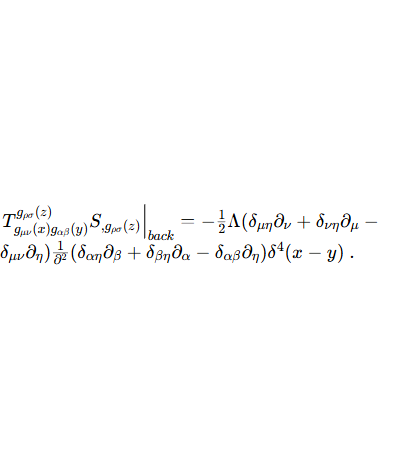 $T^{g_{\rho\sigma}(z)}_{g_{\mu\nu}(x)g_{\alpha\beta}(y)} S_{,g_{\rho\sigma}(z)}\Big|_{back} = -\frac{1}{2}\Lambda(\delta_{\mu\eta}\partial_\nu + \delta_{\nu\eta}\partial_\mu -$
$\delta_{\mu\nu}\partial_\eta)\frac{1}{\partial^2}(\delta_{\alpha\eta}\partial_\beta + \delta_{\beta\eta}\partial_\alpha - \delta_{\alpha\beta}\partial_\eta)\delta^4(x-y)\;.$